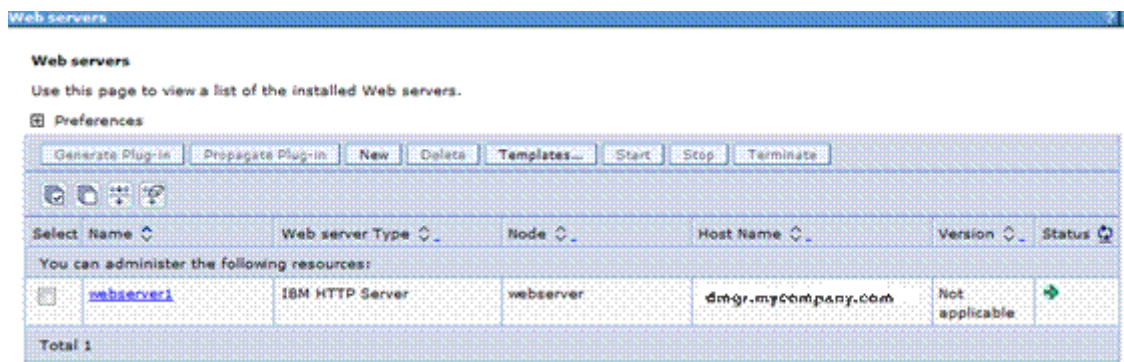 Web servers ?
Web servers
Use this page to view a list of the installed Web servers.
Preferences
Generate Plug-in Propagate Plug-in New Delete Templates... Start Stop Terminate
Select Name Web server Type Node Host Name Version Status
You can administer the following resources:
webserver1 IBM HTTP Server webserver dmgr.mycompany.com Not
applicable
Total 1